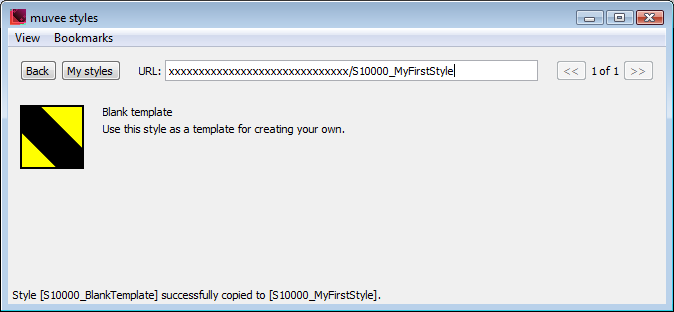 muvee styles
View Bookmarks
Back My styles URL: xxxxxxxxxxxxxxxxxxxxxxxxxxxxxx/S10000_MyFirstStyle << 1 of 1 >>
Blank template
Use this style as a template for creating your own.
Style [S10000_BlankTemplate] successfully copied to [S10000_MyFirstStyle].